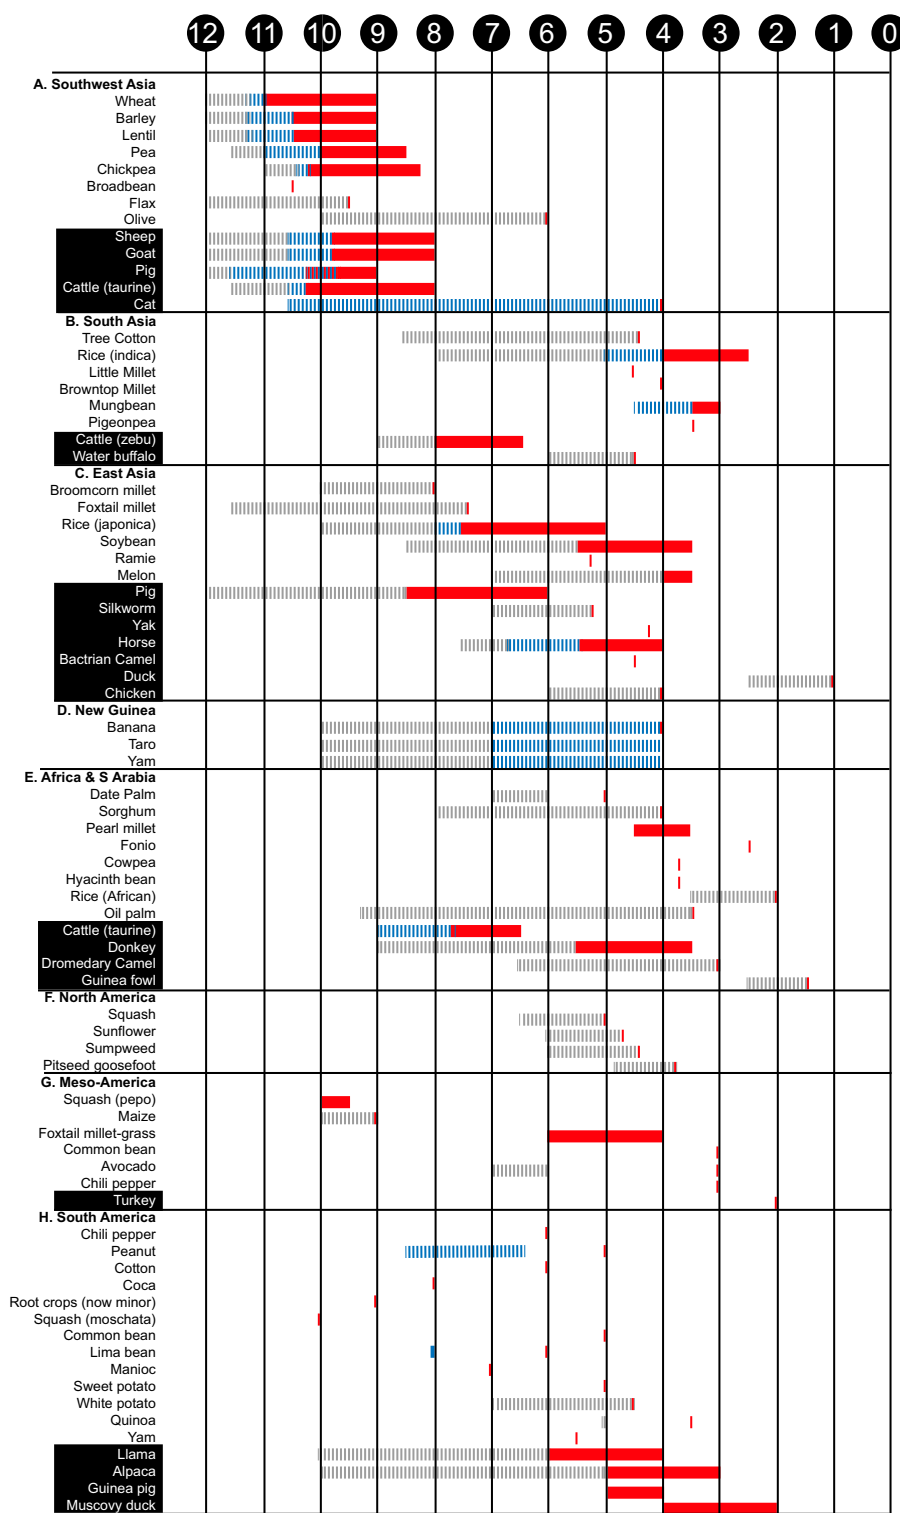 12 11 10 9 8 7 6 5 4 3 2 1 0
A. Southwest Asia
Wheat
Barley
Lentil
Pea
Chickpea
Broadbean
Flax
Olive
Sheep
Goat
Pig
Cattle (taurine)
Cat
B. South Asia
Tree Cotton
Rice (indica)
Little Millet
Browntop Millet
Mungbean
Pigeonpea
Cattle (zebu)
Water buffalo
C. East Asia
Broomcorn millet
Foxtail millet
Rice (japonica)
Soybean
Ramie
Melon
Pig
Silkworm
Yak
Horse
Bactrian Camel
Duck
Chicken
D. New Guinea
Banana
Taro
Yam
E. Africa & S Arabia
Date Palm
Sorghum
Pearl millet
Fonio
Cowpea
Hyacinth bean
Rice (African)
Oil palm
Cattle (taurine)
Donkey
Dromedary Camel
Guinea fowl
F. North America
Squash
Sunflower
Sumpweed
Pitseed goosefoot
G. Meso-America
Squash (pepo)
Maize
Foxtail millet-grass
Common bean
Avocado
Chili pepper
Turkey
H. South America
Chili pepper
Peanut
Cotton
Coca
Root crops (now minor)
Squash (moschata)
Common bean
Lima bean
Manioc
Sweet potato
White potato
Quinoa
Yam
Llama
Alpaca
Guinea pig
Muscovy duck